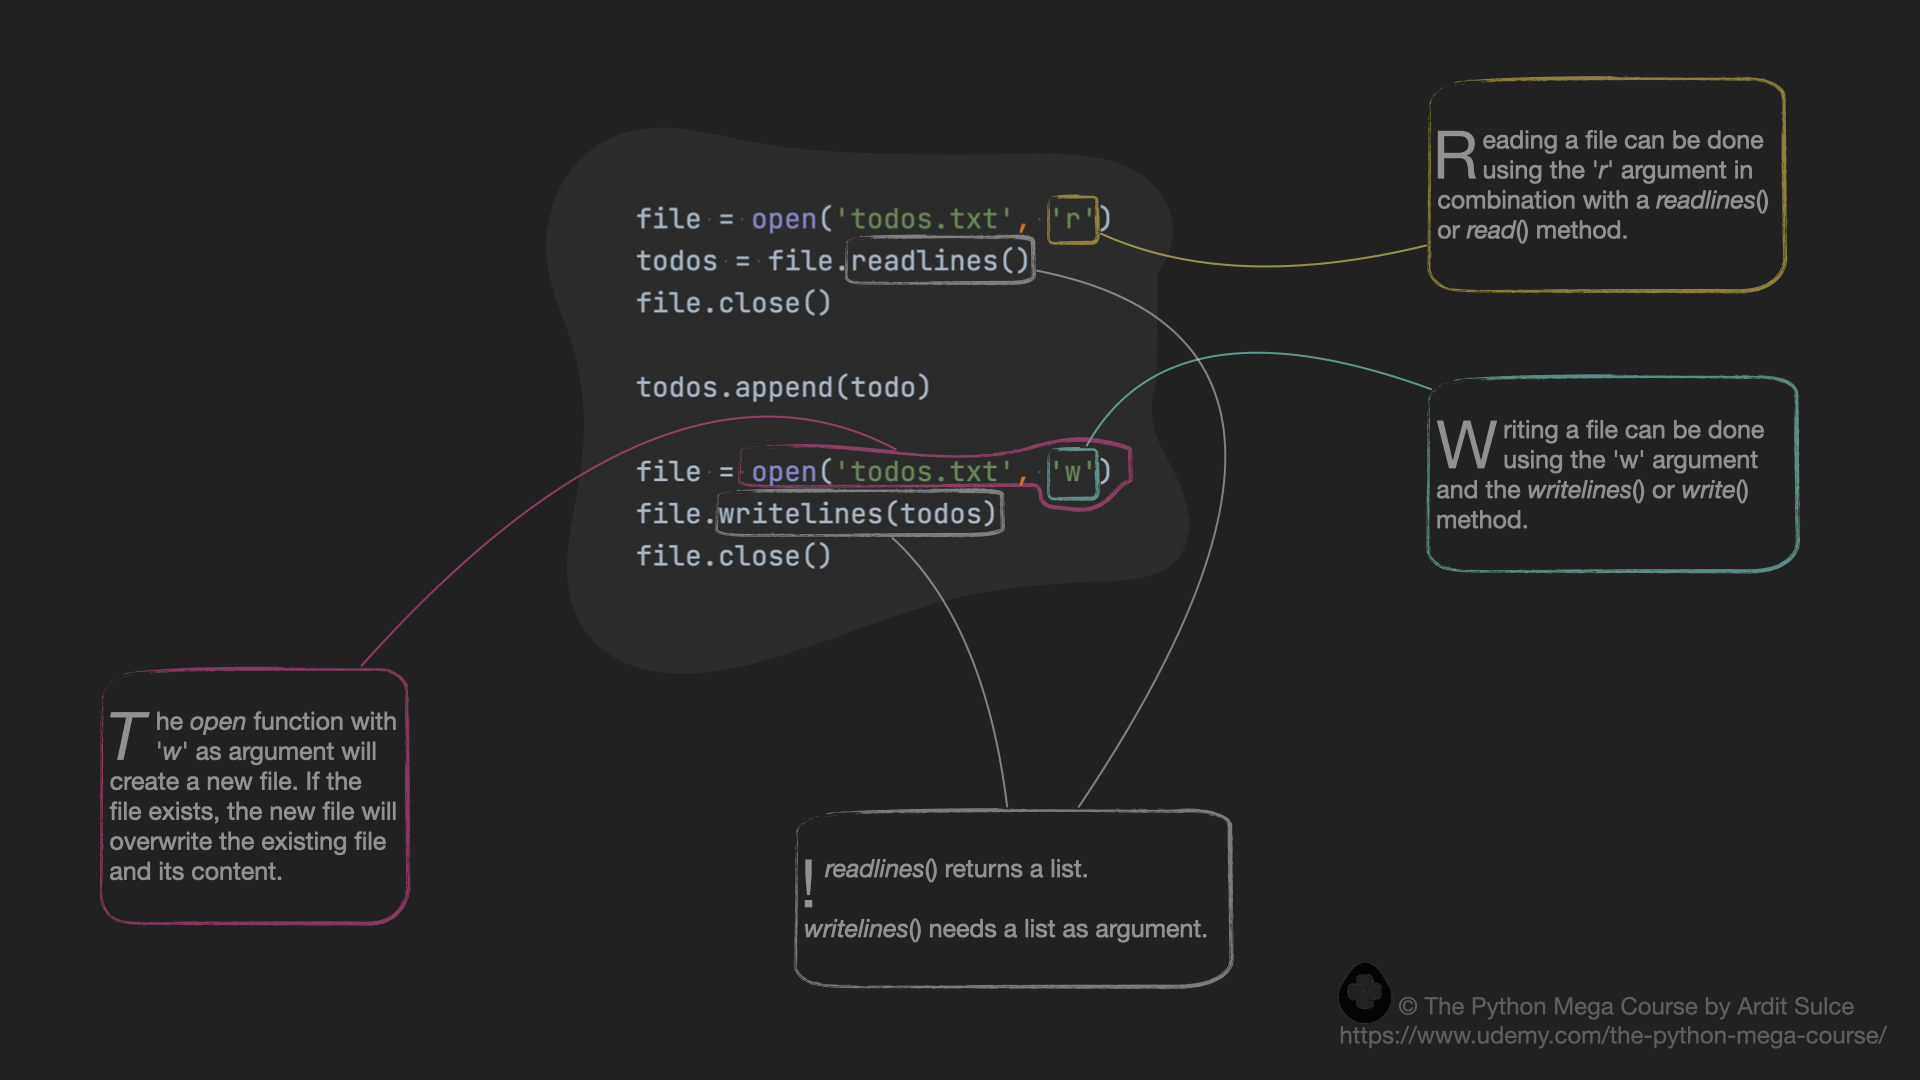 file = open('todos.txt', 'r')
todos = file.readlines()
file.close()
todos.append(todo)
file = open('todos.txt', 'w')
file.writelines(todos)
file.close()
Reading a file can be done
using the 'r' argument in
combination with a readlines()
or read() method.
Writing a file can be done
using the 'w' argument
and the writelines() or write()
method.
The open function with
'w' as argument will
create a new file. If the
file exists, the new file will
overwrite the existing file
and its content.
! readlines() returns a list.
writelines() needs a list as argument.
© The Python Mega Course by Ardit Sulce
https://www.udemy.com/the-python-mega-course/